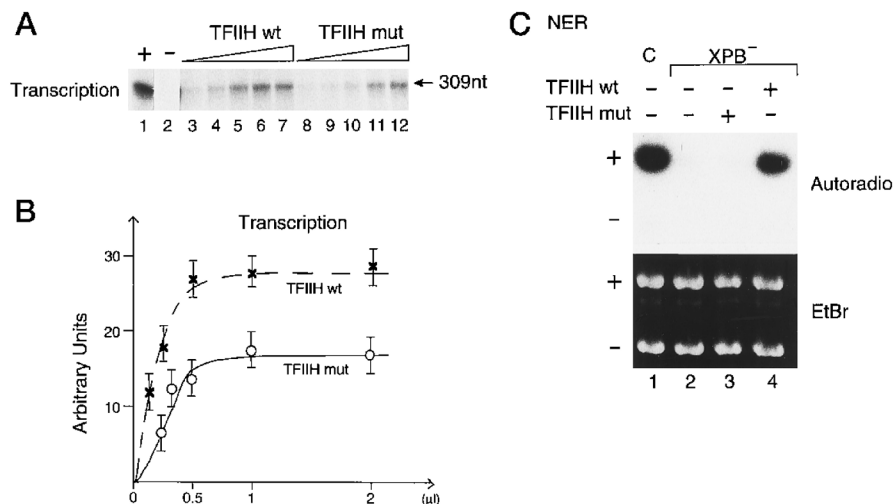 A
TFIIH wt TFIIH mut
+ −
Transcription
309nt
1 2 3 4 5 6 7 8 9 10 11 12
B
Transcription
Arbitrary Units
30
20
10
TFIIH wt
TFIIH mut
0 0.5 1 2 (µl)
C NER
C XPB−
TFIIH wt − − − +
TFIIH mut − − + −
+
Autoradio
−
+
EtBr
−
1 2 3 4